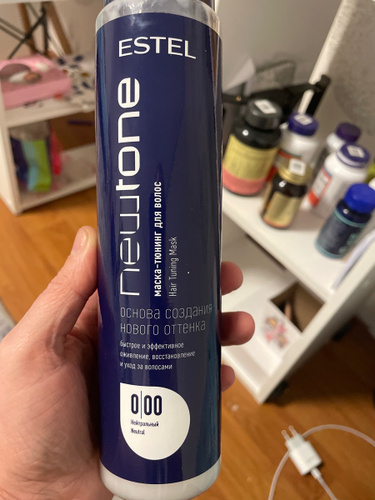 ESTEL
newtone
маска-тюнинг для волос
Hair Tuning Mask
основа создания
нового оттенка
быстрое и эффективное
оживление, восстановление
и уход за волосами
0|00
Нейтральный
Neutral